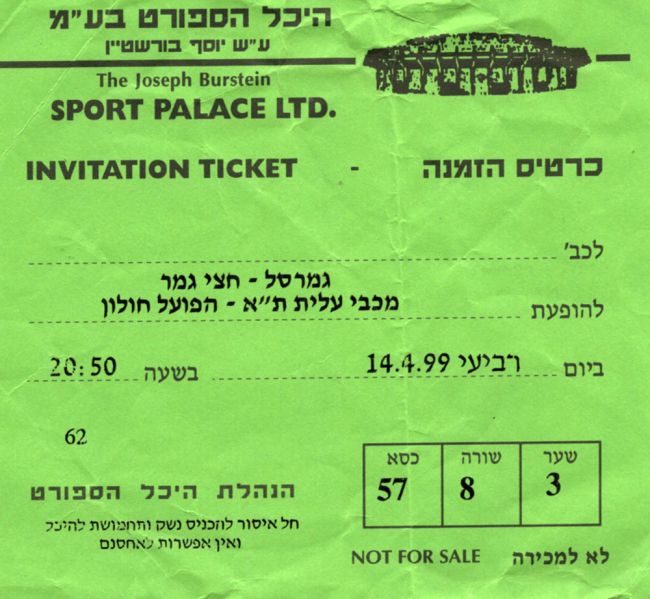 היכל הספורט בע"מ
ע"ש יוסף בורשטיין
The Joseph Burstein
SPORT PALACE LTD.
INVITATION TICKET - כרטיס הזמנה
לכב'
גמרסל - חצי גמר
להופעת מכבי עלית ת"א - הפועל חולון
ביום ו־ביעי 14.4.99 בשעה 20:50
62
שער שורה כסא
3 8 57
הנהלת היכל הספורט
חל איסור להכניס נשק ותחמושת להיכל
ואין אפשרות לאחסנם
לא למכירה NOT FOR SALE